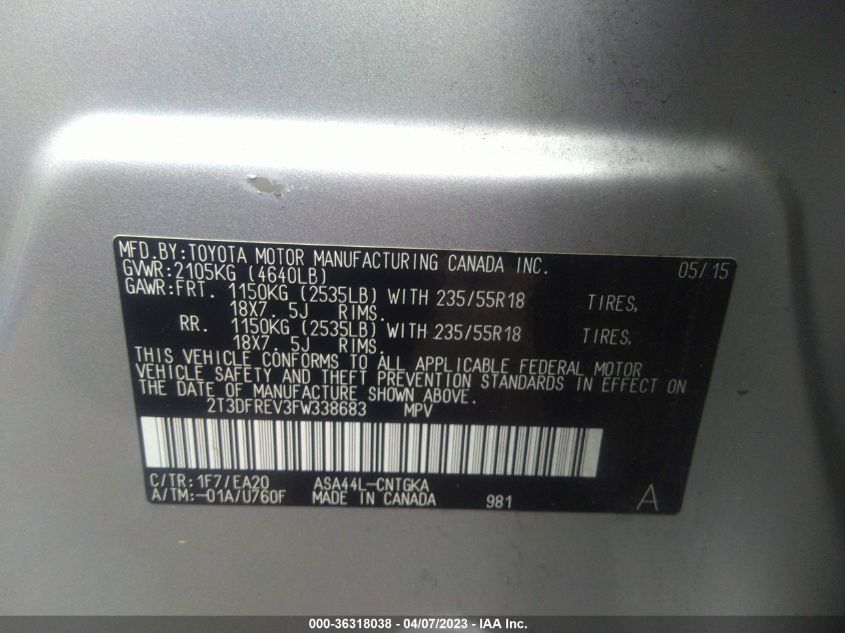 MFD.BY:TOYOTA MOTOR MANUFACTURING CANADA INC. 05/15
GVWR:2105KG (4640LB)
GAWR:FRT. 1150KG (2535LB) WITH 235/55R18 TIRES,
18X7.5J RIMS.
RR. 1150KG (2535LB) WITH 235/55R18 TIRES,
18X7.5J RIMS.
THIS VEHICLE CONFORMS TO ALL APPLICABLE FEDERAL MOTOR
VEHICLE SAFETY AND THEFT PREVENTION STANDARDS IN EFFECT ON
THE DATE OF MANUFACTURE SHOWN ABOVE.
2T3DFREV3FW338683 MPV
C/TR:1F7/EA20 ASA44L-CNTGKA
A/TM:-01A/U760F MADE IN CANADA 981 A
000-36318038 - 04/07/2023 - IAA Inc.